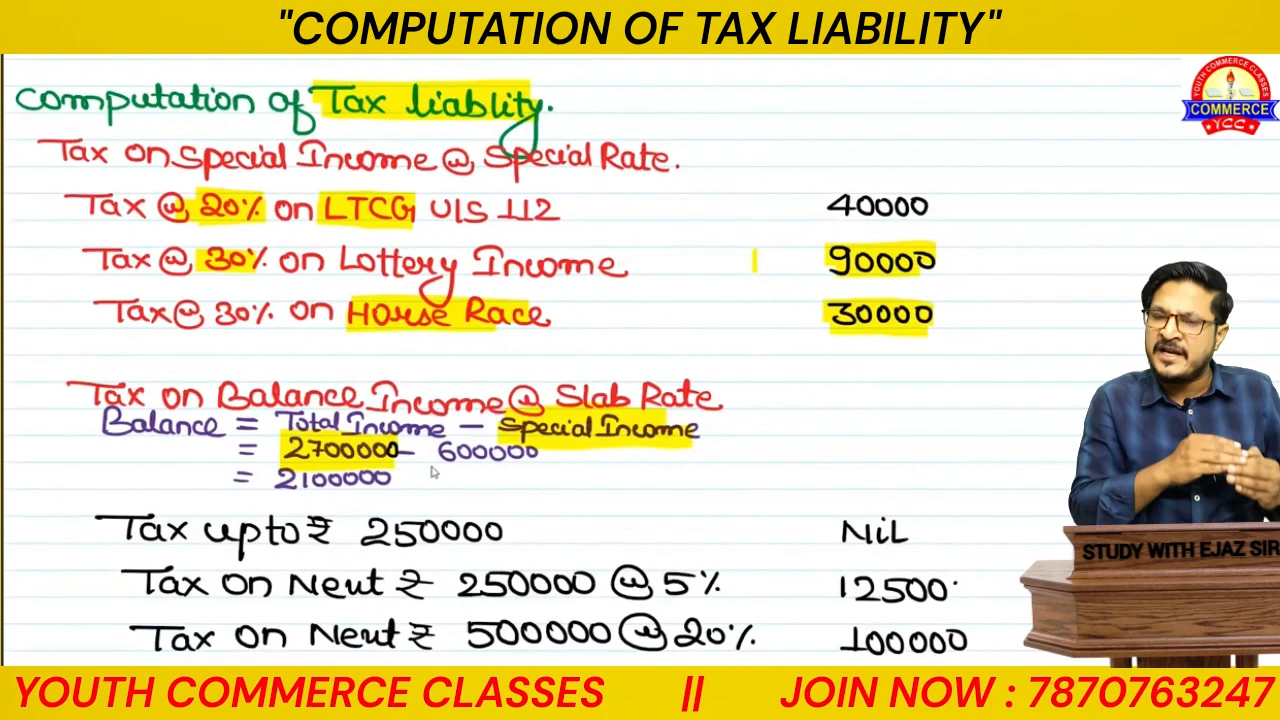 "COMPUTATION OF TAX LIABILITY"
YOUTH COMMERCE CLASSES
COMMERCE
YCC
Computation of Tax liablity.
Tax on Special Income @ Special Rate.
Tax @ 20% on LTCG U/S 112 40000
Tax @ 30% on Lottery Income 90000
Tax @ 30% on Horse Race 30000
Tax on Balance Income @ Slab Rate
Balance = Total Income - Special Income
= 2700000 - 600000
= 2100000
Tax upto ₹ 250000 NiL
Tax on Next ₹ 250000 @ 5% 12500
Tax on Next ₹ 500000 @ 20% 100000
STUDY WITH EJAZ SIR
YOUTH COMMERCE CLASSES || JOIN NOW : 7870763247